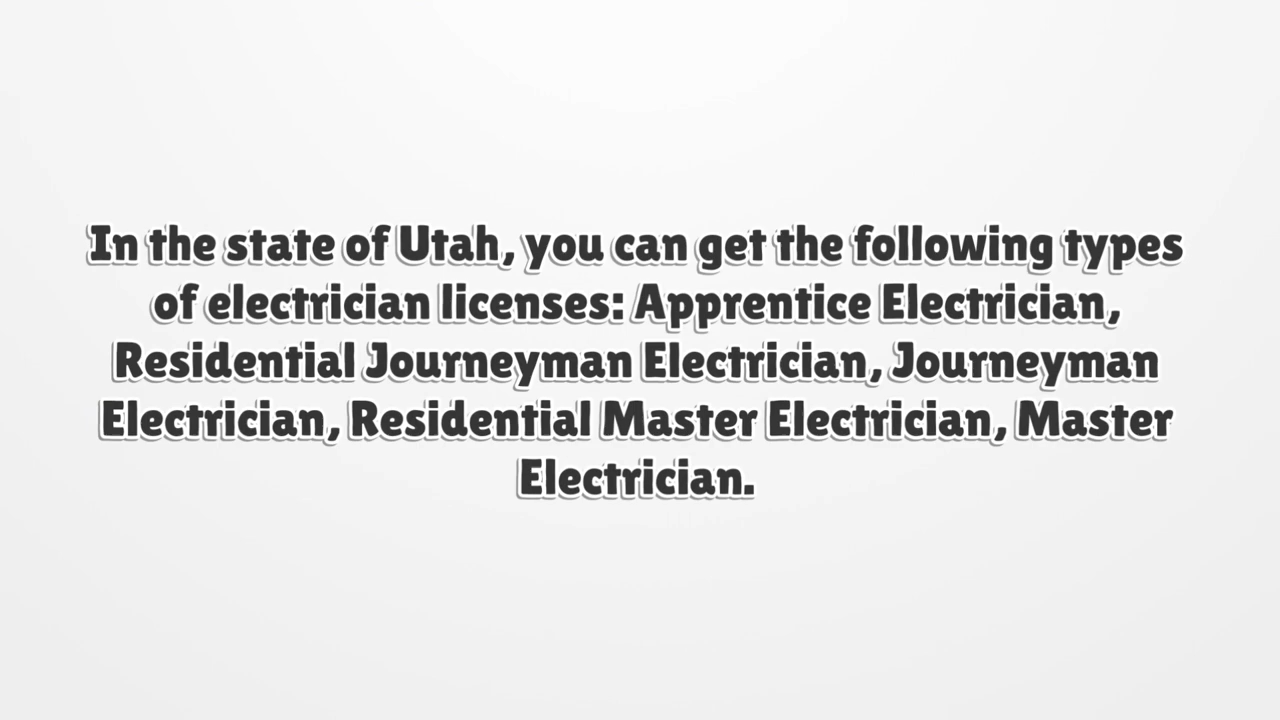 In the state of Utah, you can get the following types
of electrician licenses: Apprentice Electrician,
Residential Journeyman Electrician, Journeyman
Electrician, Residential Master Electrician, Master
Electrician.